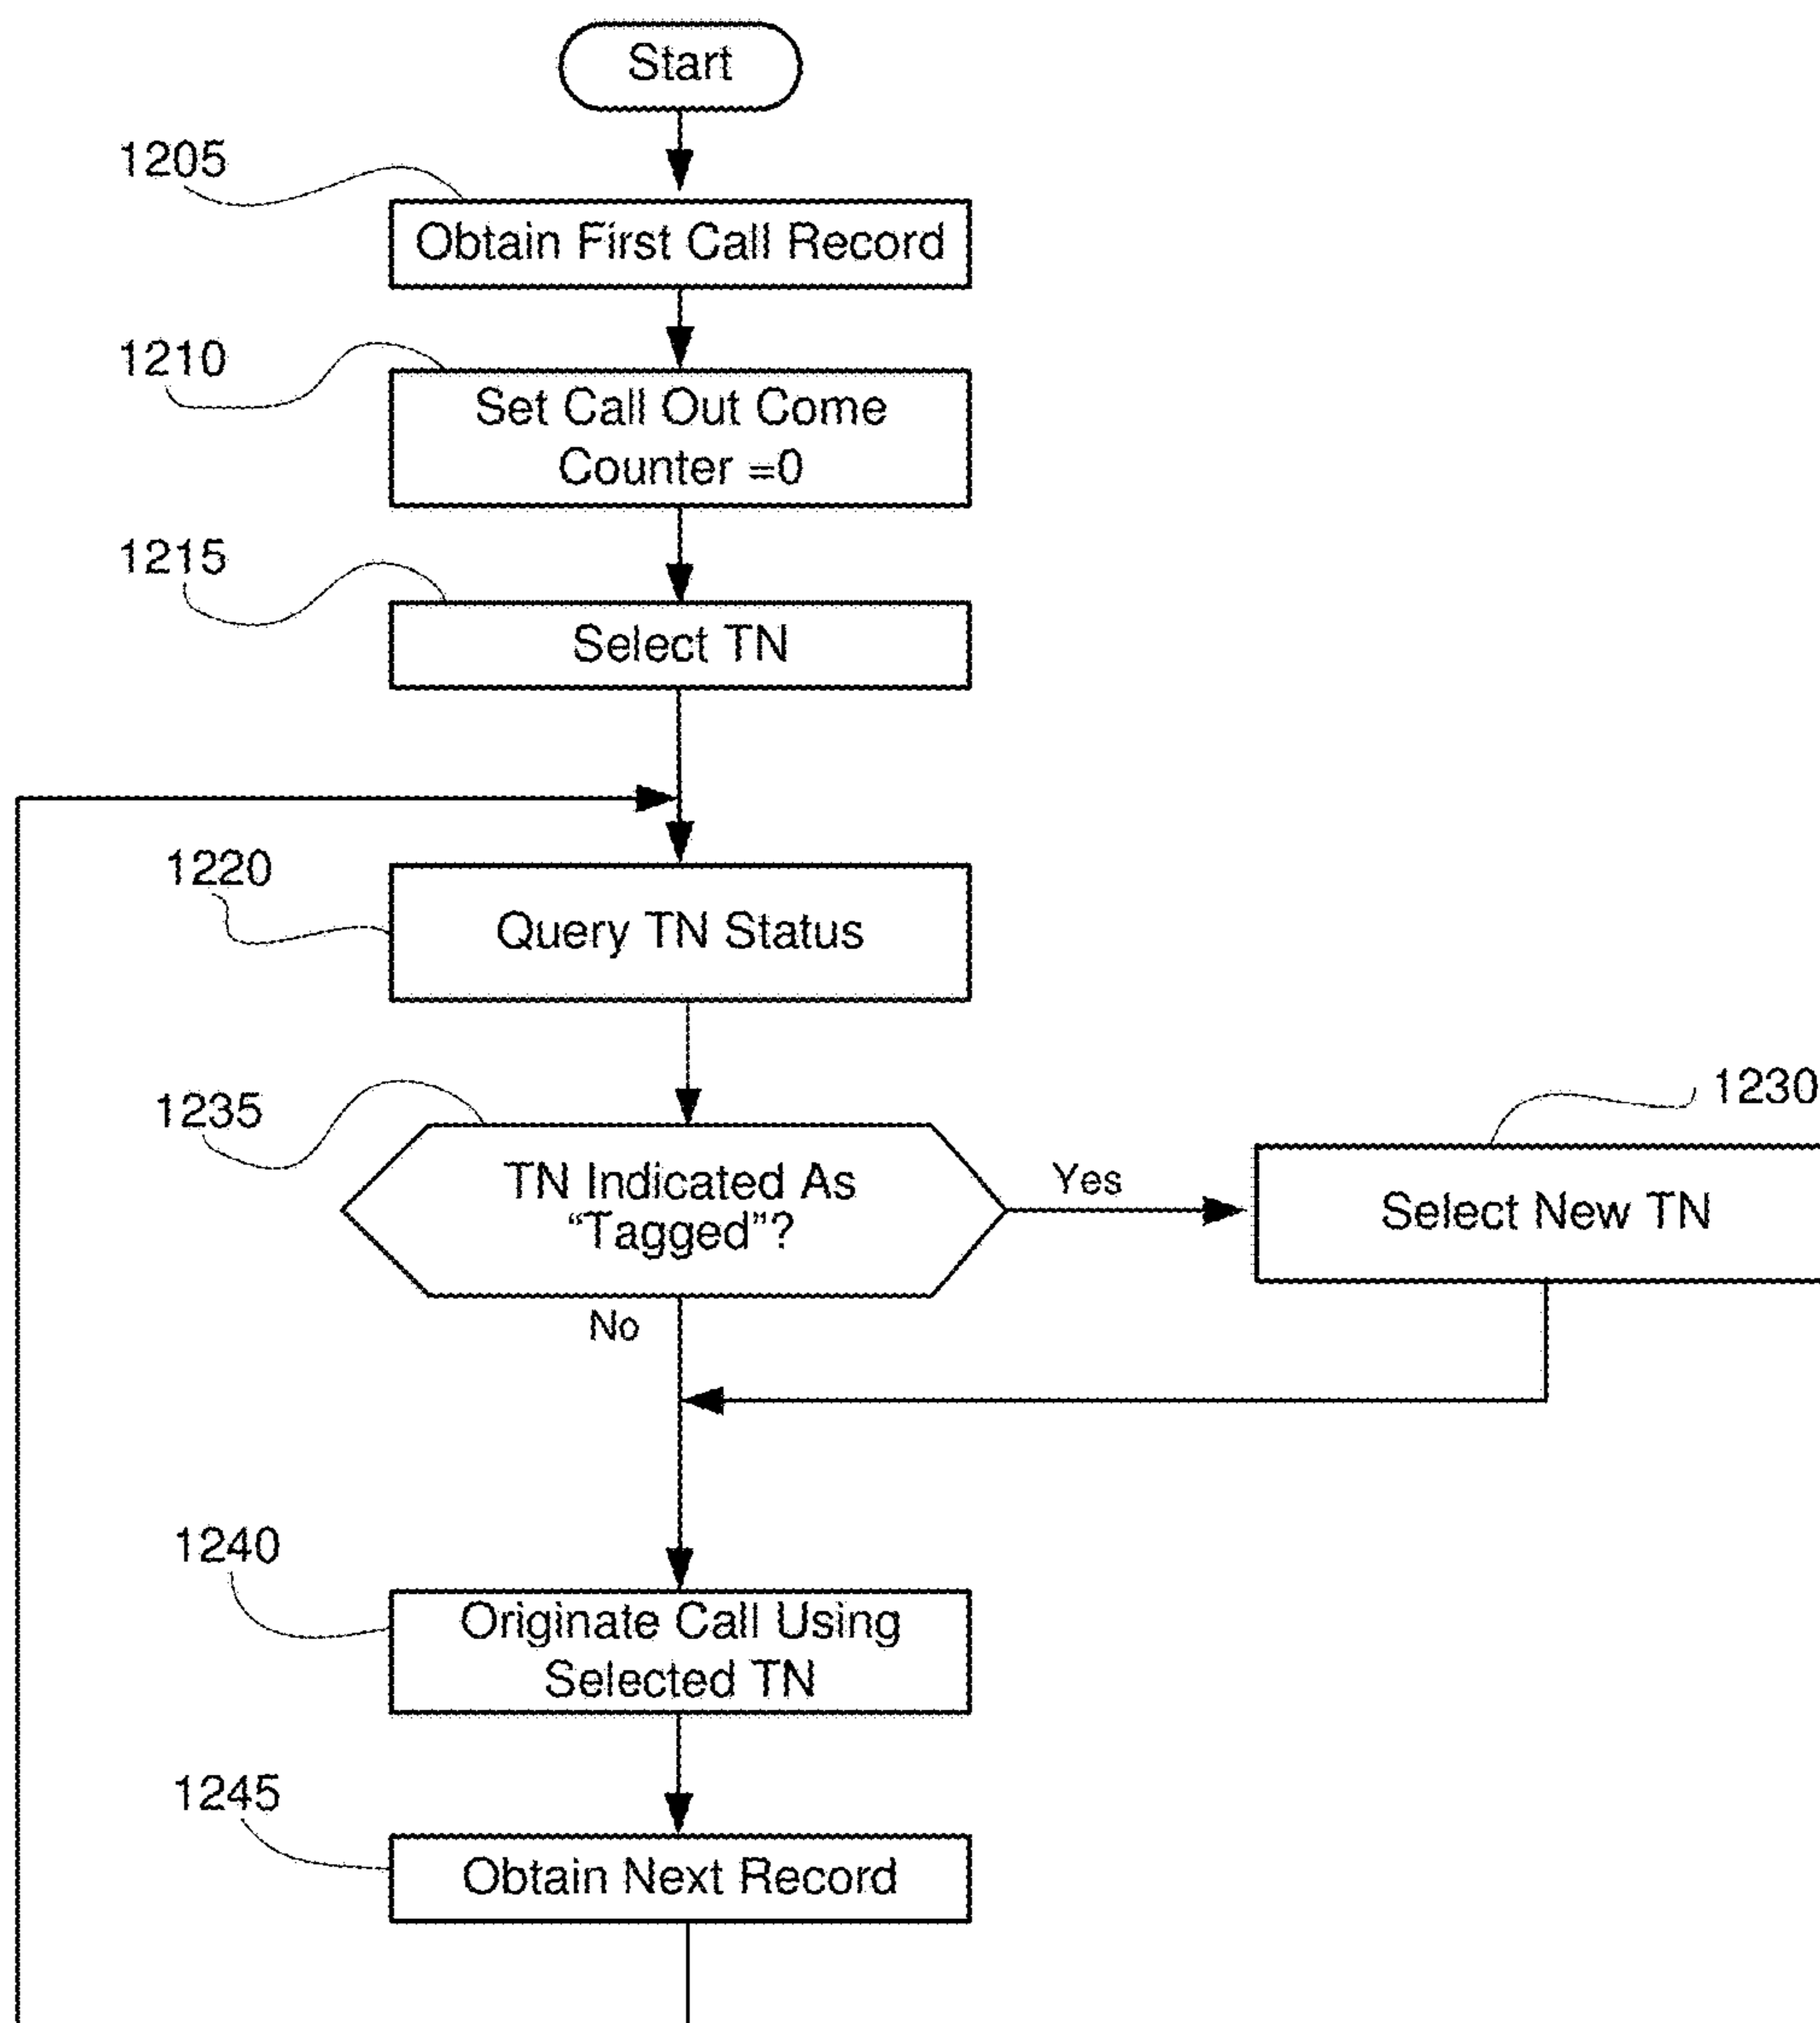 Start
1205
Obtain First Call Record
1210
Set Call Out Come
Counter =0
1215
Select TN
1220
Query TN Status
1235
TN Indicated As
“Tagged”?
Yes
1230
Select New TN
No
1240
Originate Call Using
Selected TN
1245
Obtain Next Record